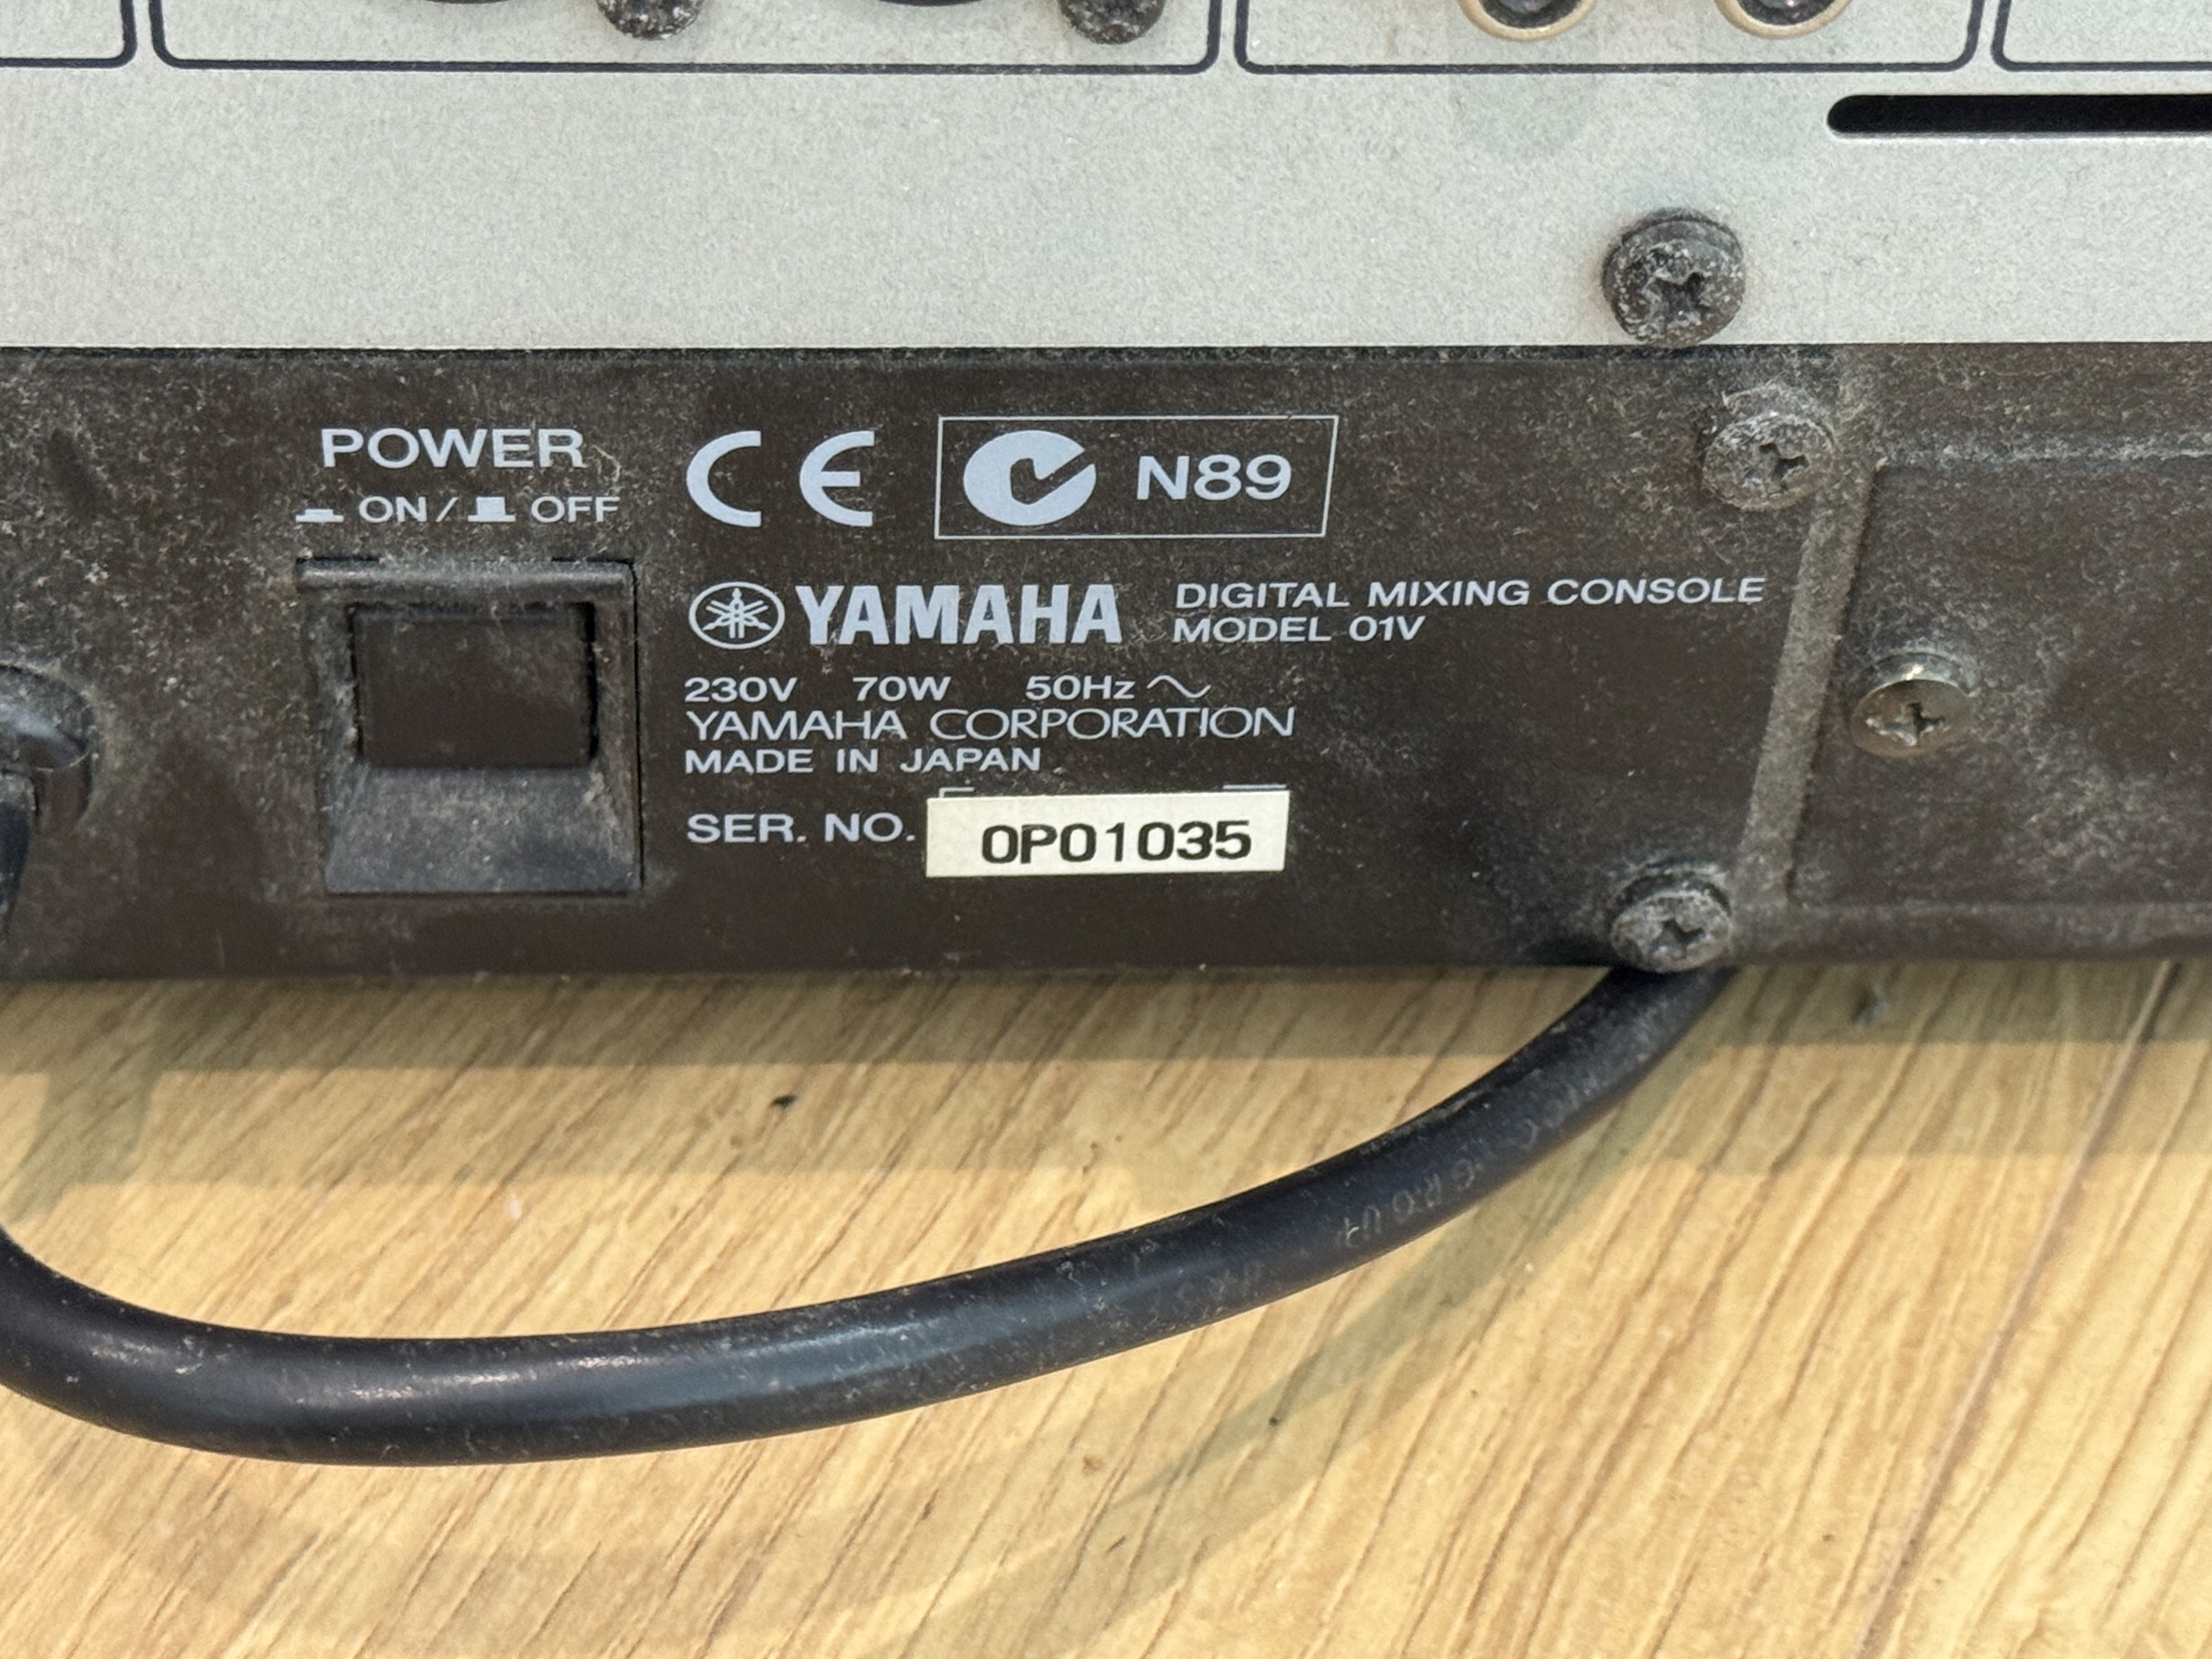 POWER
ON / OFF
CE N89
YAMAHA DIGITAL MIXING CONSOLE
MODEL 01V
230V 70W 50Hz
YAMAHA CORPORATION
MADE IN JAPAN
SER. NO. OP01035